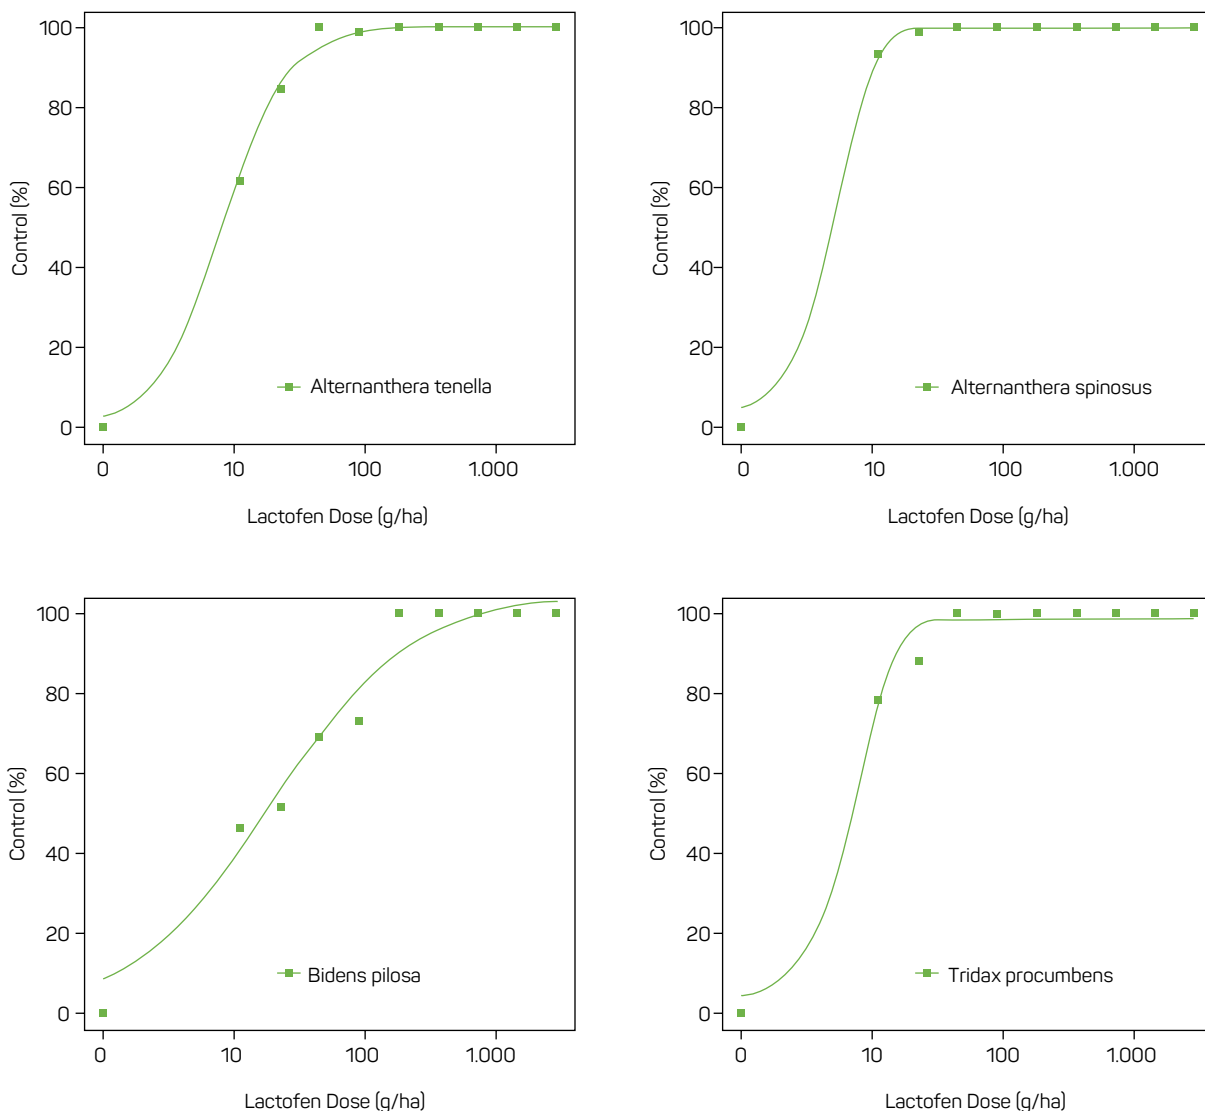 100
80
60
40
20
0
Control (%)
Alternanthera tenella
0 10 100 1.000
Lactofen Dose (g/ha)
100
80
60
40
20
0
Control (%)
Alternanthera spinosus
0 10 100 1.000
Lactofen Dose (g/ha)
100
80
60
40
20
0
Control (%)
Bidens pilosa
0 10 100 1.000
Lactofen Dose (g/ha)
100
80
60
40
20
0
Control (%)
Tridax procumbens
0 10 100 1.000
Lactofen Dose (g/ha)